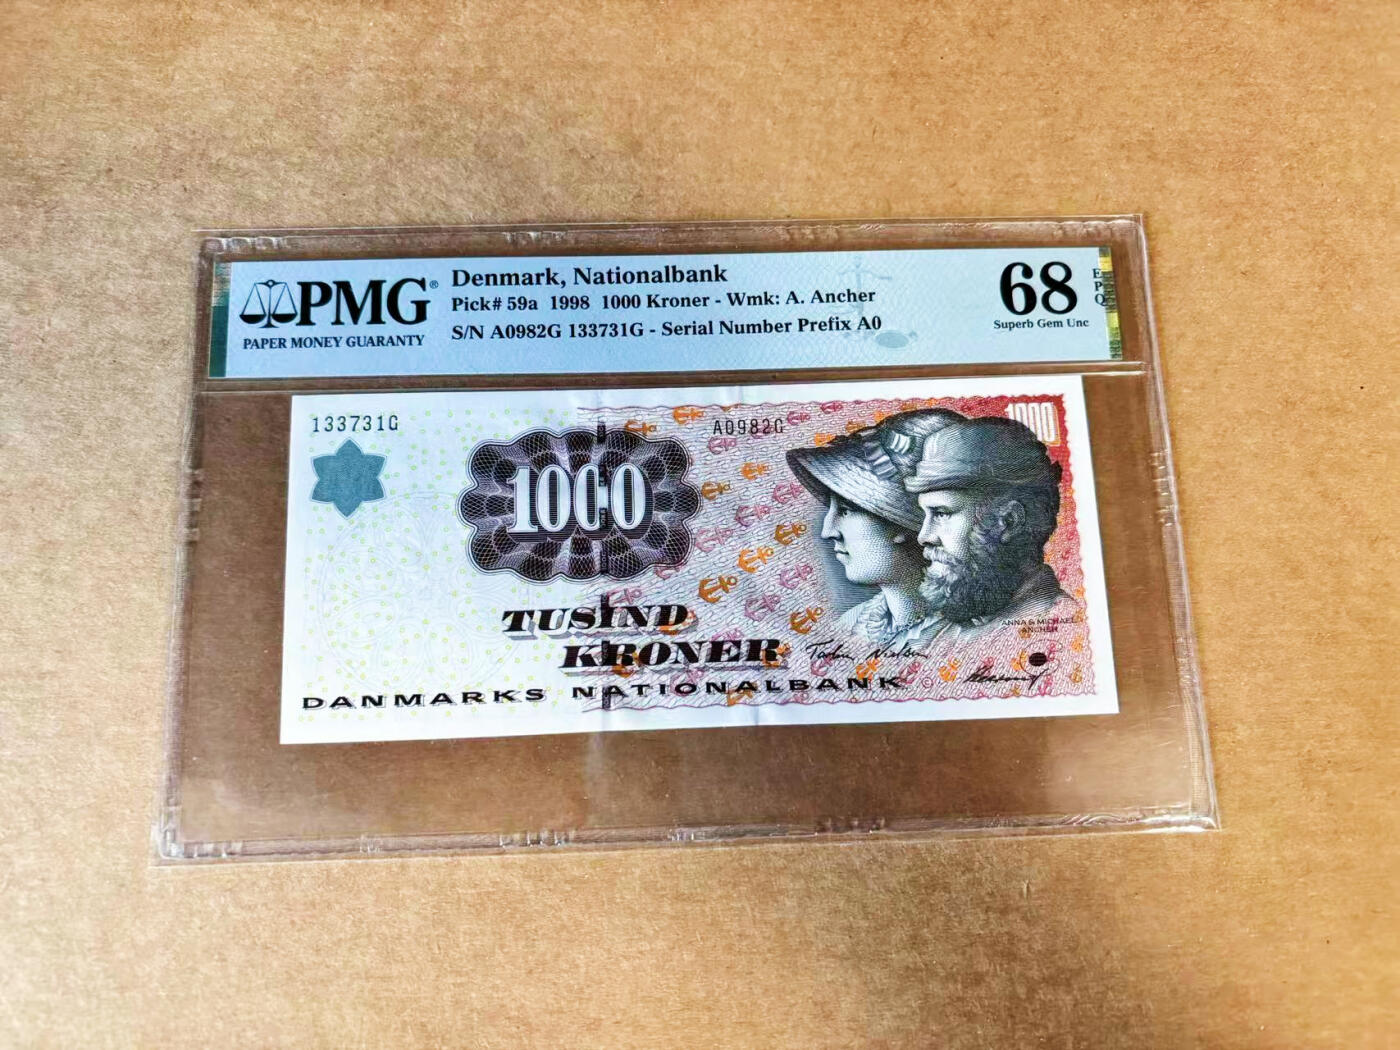 PMG®
PAPER MONEY GUARANTY
Denmark, Nationalbank
Pick# 59a 1998 1000 Kroner - Wmk: A. Ancher
S/N A0982G 133731G - Serial Number Prefix A0
68
Superb Gem Unc
E
P
Q
133731G
A0982G
1000
1000
TUSIND
KRONER
DANMARKS NATIONALBANK
ANNA & MICHAEL
ANCHER